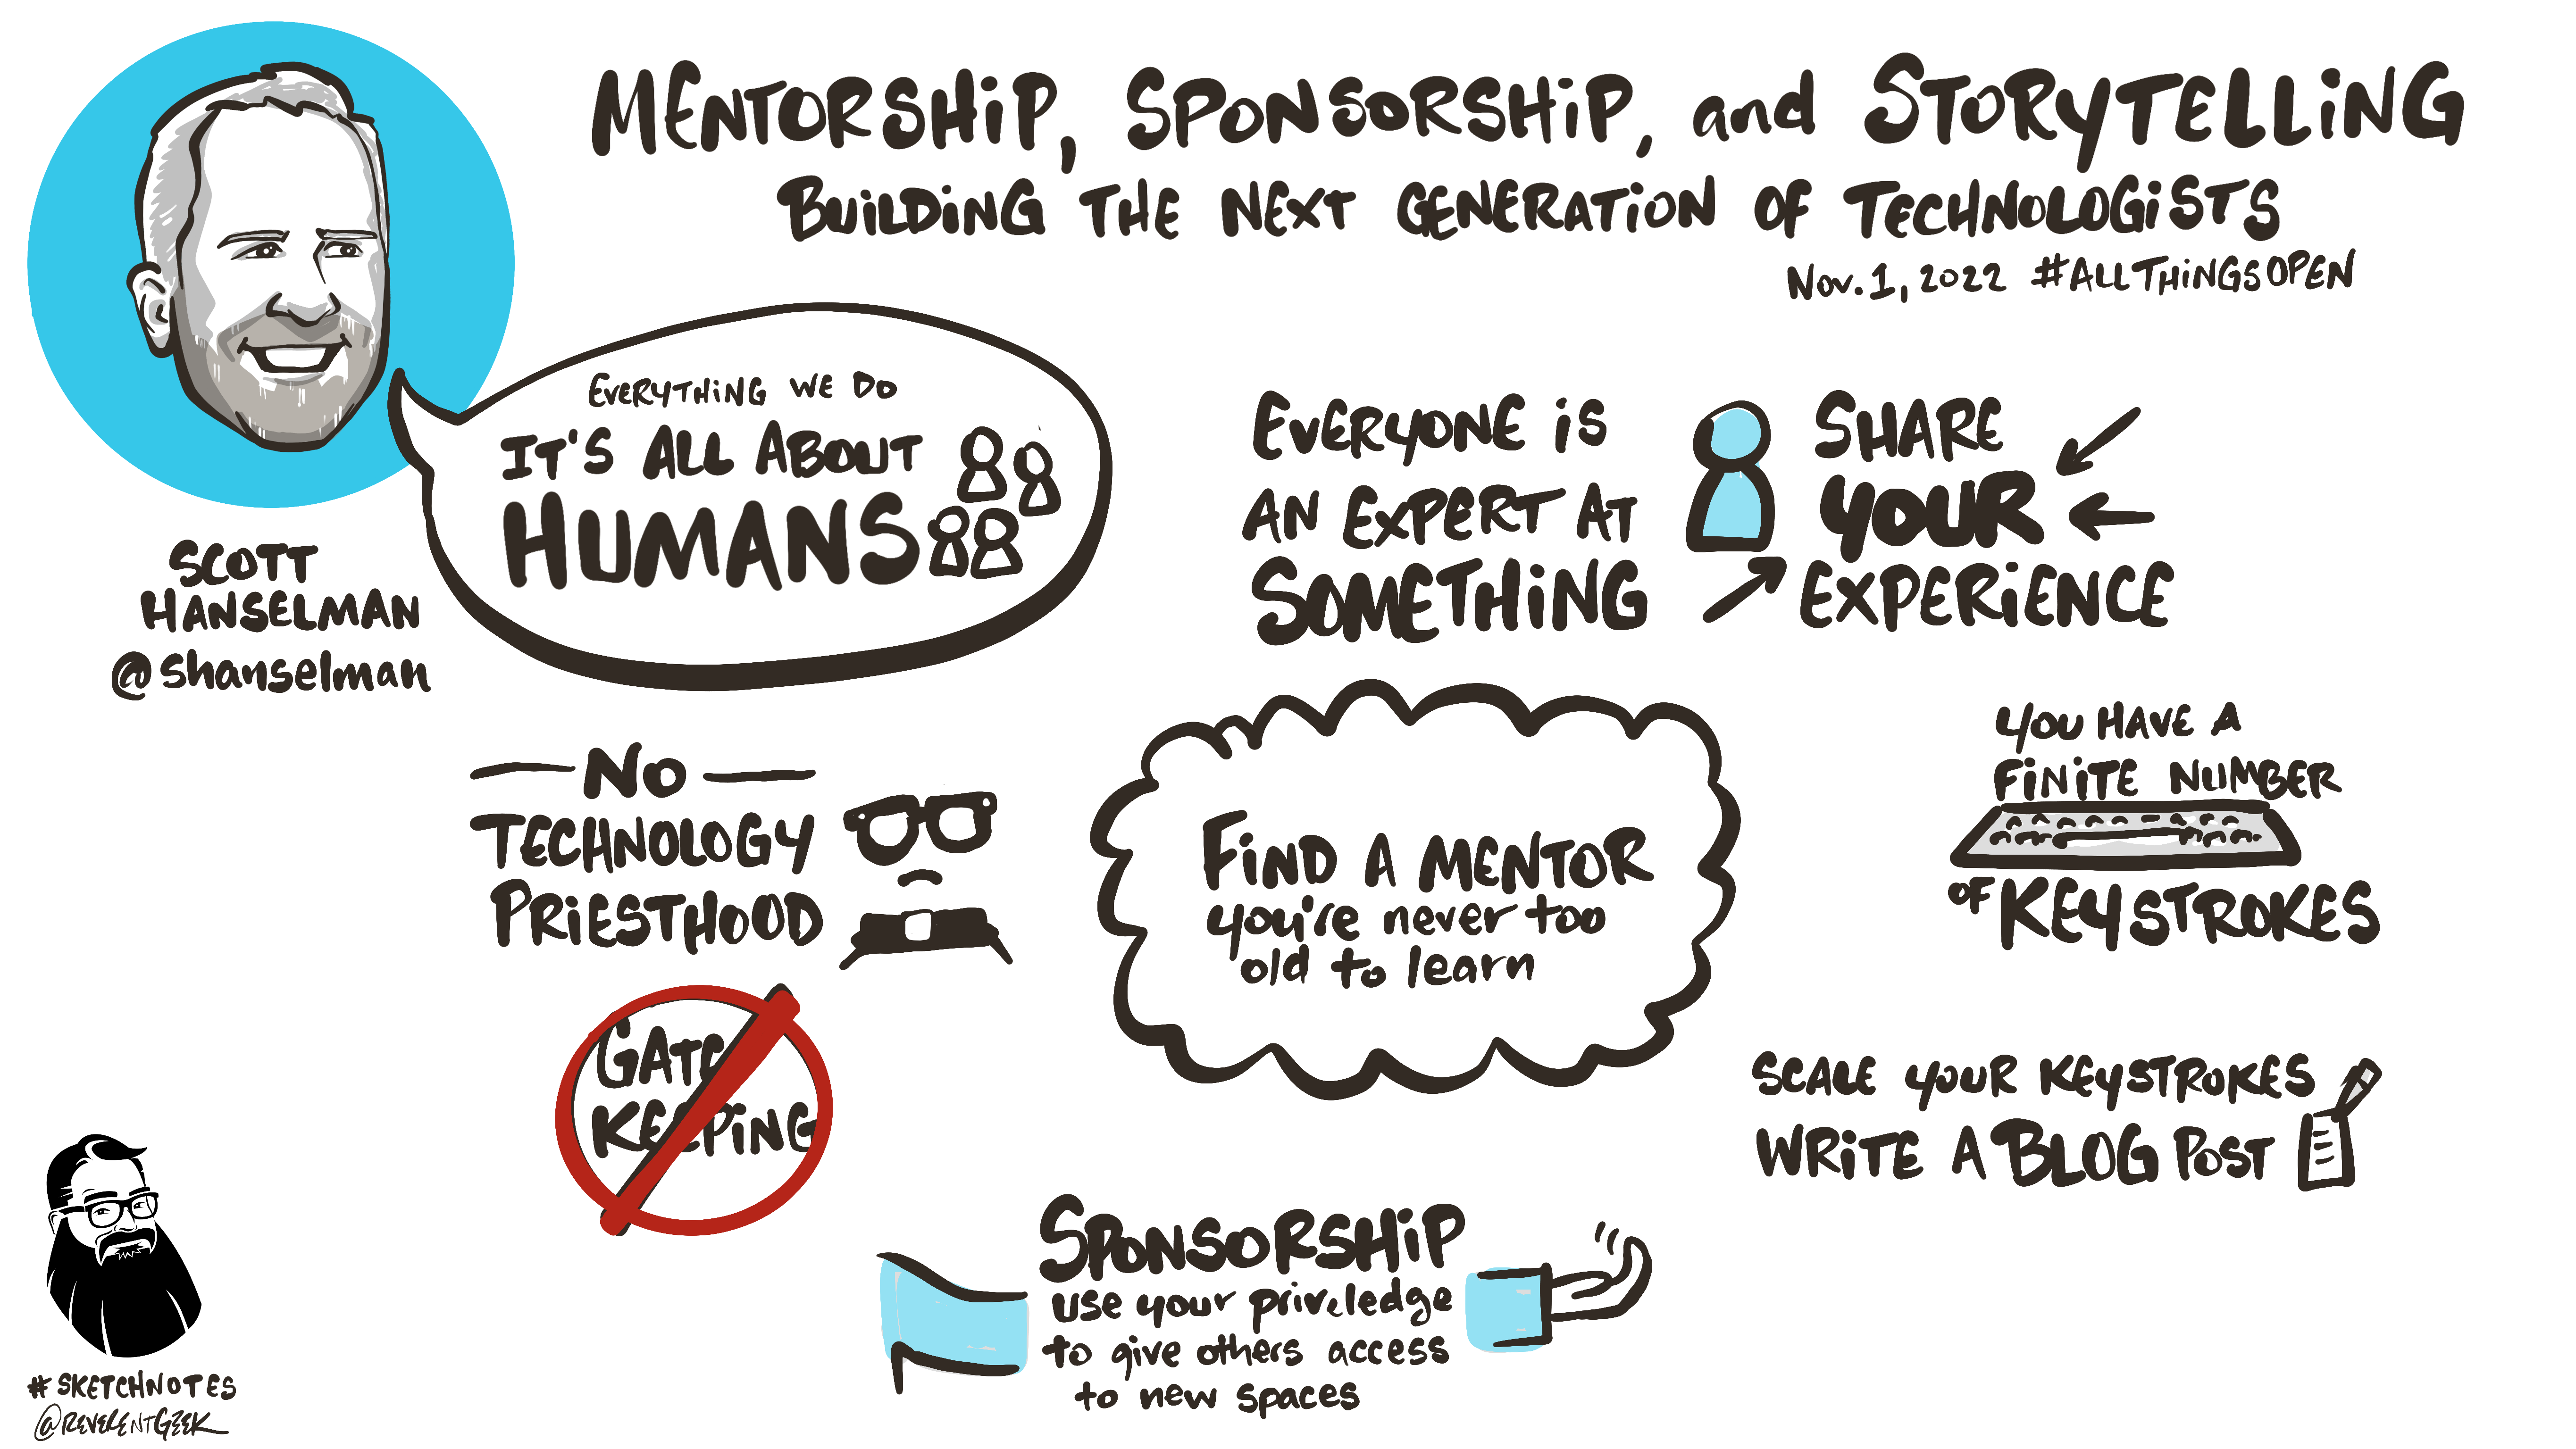 MENTORSHIP, SPONSORSHIP, and STORYTELLING
BUILDING THE NEXT GENERATION OF TECHNOLOGISTS
Nov. 1, 2022 #ALLTHINGSOPEN
SCOTT
HANSELMAN
@shanselman
EVERYTHING WE DO
IT'S ALL ABOUT
HUMANS
EVERYONE IS
AN EXPERT AT
SOMETHING
SHARE
YOUR
EXPERIENCE
NO
TECHNOLOGY
PRIESTHOOD
GATE
KEEPING
FIND A MENTOR
you're never too
old to learn
YOU HAVE A
FINITE NUMBER
OF KEYSTROKES
SCALE YOUR KEYSTROKES
WRITE A BLOG POST
SPONSORSHIP
use your priveledge
to give others access
to new spaces
#SKETCHNOTES
@REVERENTGEEK